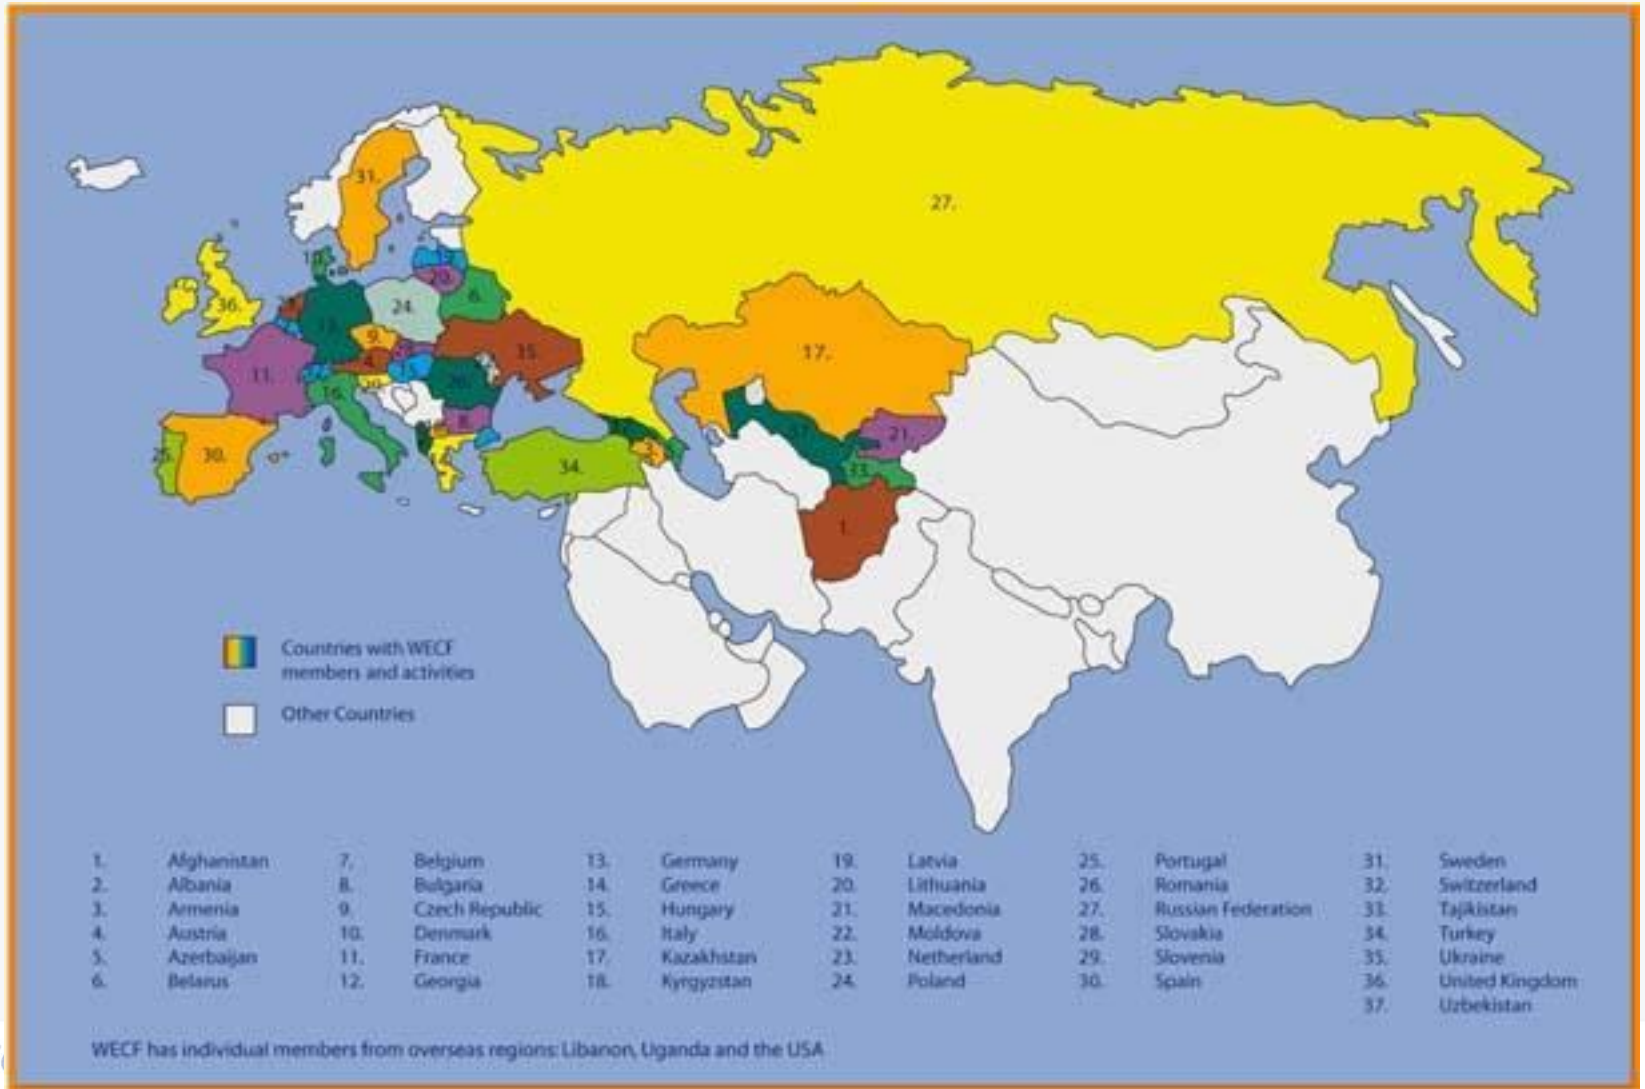 31.
27.
36.
24.
6.
9.
35.
17.
11.
16.
21.
25.
30.
34.
33.
1.
Countries with WECF
members and activities
Other Countries
1. Afghanistan 7. Belgium 13. Germany 19. Latvia 25. Portugal 31. Sweden
2. Albania 8. Bulgaria 14. Greece 20. Lithuania 26. Romania 32. Switzerland
3. Armenia 9. Czech Republic 15. Hungary 21. Macedonia 27. Russian Federation 33. Tajikistan
4. Austria 10. Denmark 16. Italy 22. Moldova 28. Slovakia 34. Turkey
5. Azerbaijan 11. France 17. Kazakhstan 23. Netherland 29. Slovenia 35. Ukraine
6. Belarus 12. Georgia 18. Kyrgyzstan 24. Poland 30. Spain 36. United Kingdom
37. Uzbekistan
WECF has individual members from overseas regions: Libanon, Uganda and the USA